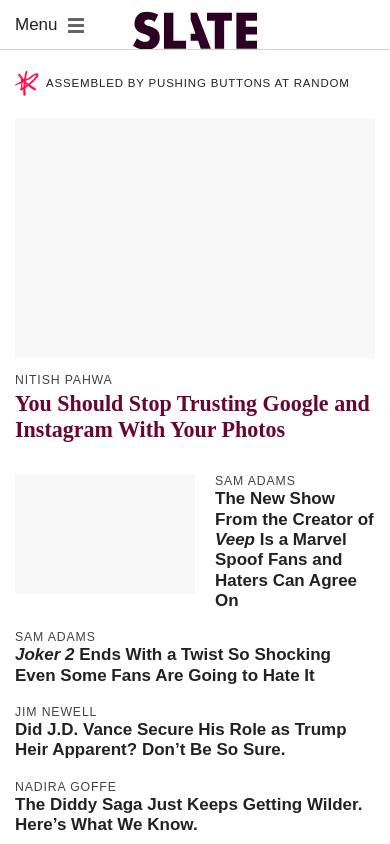 Menu
SLATE
ASSEMBLED BY PUSHING BUTTONS AT RANDOM
NITISH PAHWA
You Should Stop Trusting Google and
Instagram With Your Photos
SAM ADAMS
The New Show
From the Creator of
Veep Is a Marvel
Spoof Fans and
Haters Can Agree
On
SAM ADAMS
Joker 2 Ends With a Twist So Shocking
Even Some Fans Are Going to Hate It
JIM NEWELL
Did J.D. Vance Secure His Role as Trump
Heir Apparent? Don’t Be So Sure.
NADIRA GOFFE
The Diddy Saga Just Keeps Getting Wilder.
Here’s What We Know.